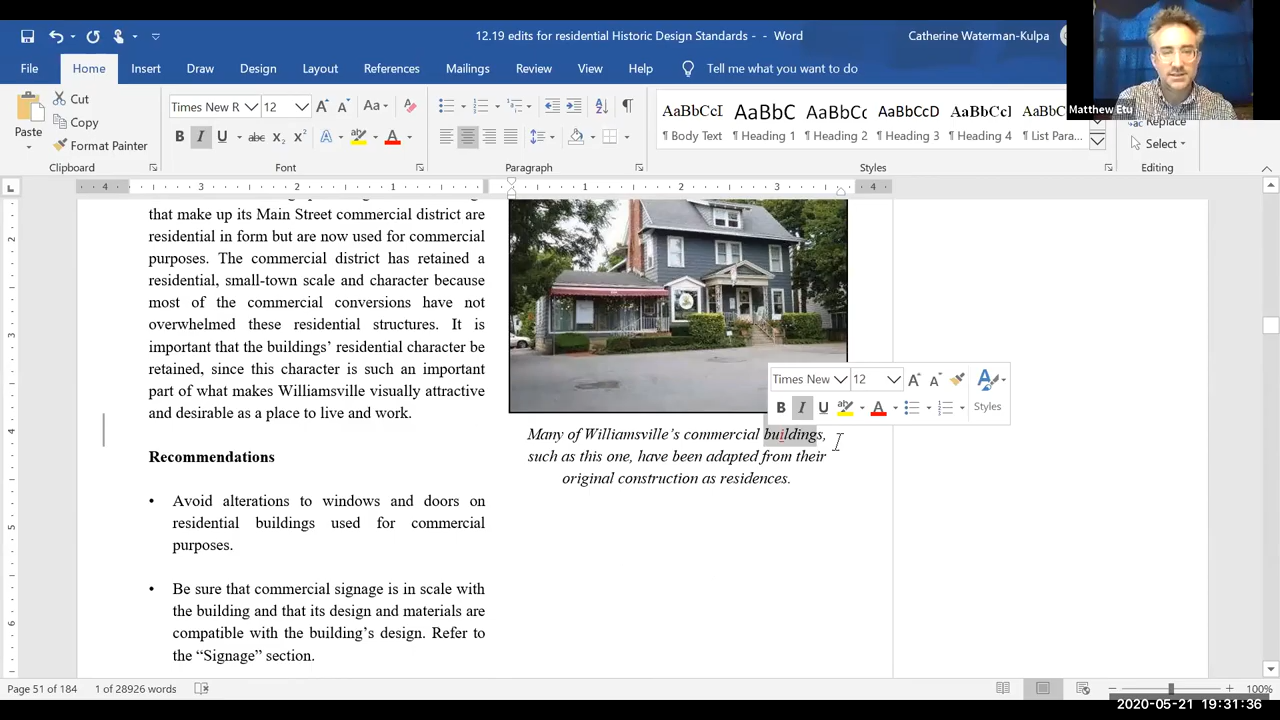 12.19 edits for residential Historic Design Standards - - Word
Catherine Waterman-Kulpa
File Home Insert Draw Design Layout References Mailings Review View Help Tell me what you want to do
Matthew Etu
Paste
Cut
Copy
Format Painter
Clipboard
Times New R 12
Font
Paragraph
AaBbCcI AaBbC AaBbCc AaBbCcD AaBbCcl AaBbCcI
¶ Body Text ¶ Heading 1 ¶ Heading 2 ¶ Heading 3 ¶ Heading 4 ¶ List Para...
Styles
Replace
Select
Editing
that make up its Main Street commercial district are
residential in form but are now used for commercial
purposes. The commercial district has retained a
residential, small-town scale and character because
most of the commercial conversions have not
overwhelmed these residential structures. It is
important that the buildings’ residential character be
retained, since this character is such an important
part of what makes Williamsville visually attractive
and desirable as a place to live and work.
Recommendations
• Avoid alterations to windows and doors on
residential buildings used for commercial
purposes.
• Be sure that commercial signage is in scale with
the building and that its design and materials are
compatible with the building’s design. Refer to
the “Signage” section.
Times New 12
Styles
Many of Williamsville’s commercial buildings,
such as this one, have been adapted from their
original construction as residences.
Page 51 of 184 1 of 28926 words
100%
2020-05-21 19:31:36